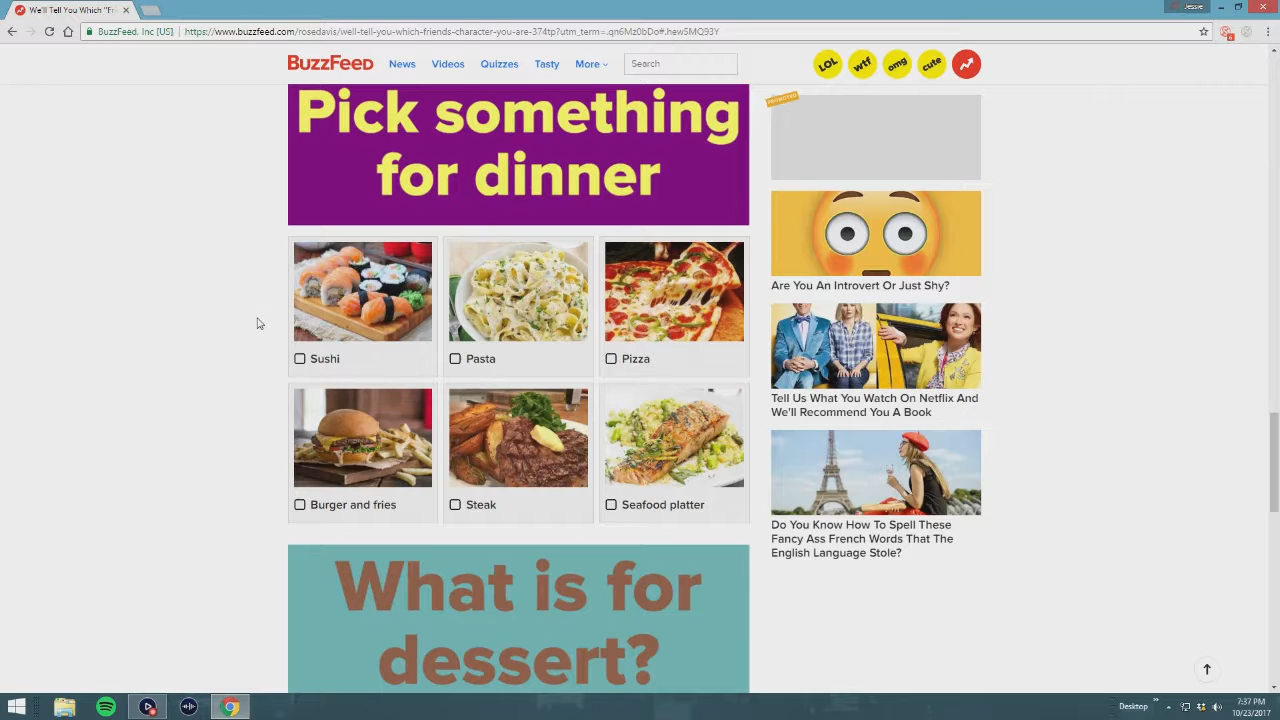 We'll Tell You Which "Fri
Jesse
BuzzFeed, Inc [US]
https://www.buzzfeed.com/rosedavis/well-tell-you-which-friends-character-you-are-374tp?utm_term=.qn6Mz0bDo#.hew5MQ93Y
BuzzFeed
News
Videos
Quizzes
Tasty
More
Search
LOL
wtf
omg
cute
Pick something
for dinner
PROMOTED
Are You An Introvert Or Just Shy?
Sushi
Pasta
Pizza
Tell Us What You Watch On Netflix And
We'll Recommend You A Book
Burger and fries
Steak
Seafood platter
Do You Know How To Spell These
Fancy Ass French Words That The
English Language Stole?
What is for
dessert?
Desktop
7:37 PM
10/23/2017